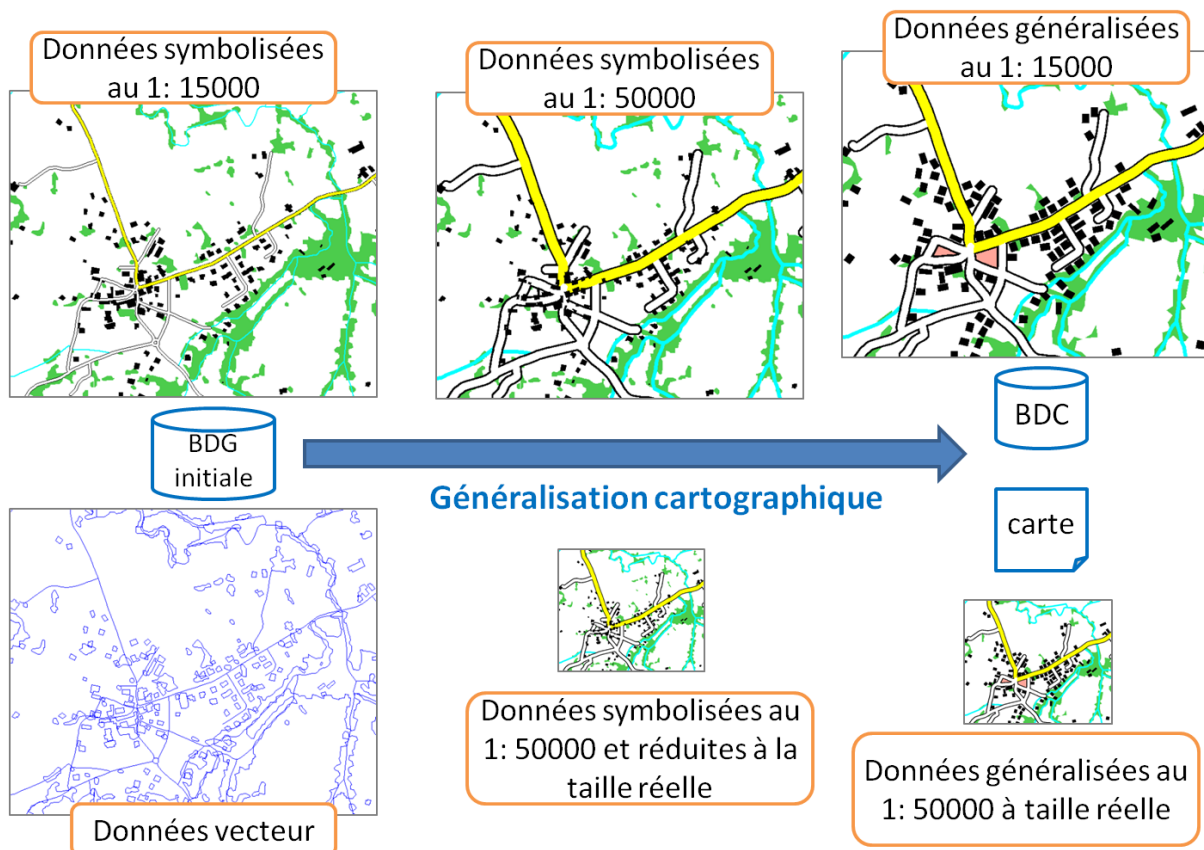 Données symbolisées
au 1: 15000
Données symbolisées
au 1: 50000
Données généralisées
au 1: 15000
BDG
initiale
Généralisation cartographique
BDC
carte
Données vecteur
Données symbolisées au
1: 50000 et réduites à la
taille réelle
Données généralisées au
1: 50000 à taille réelle